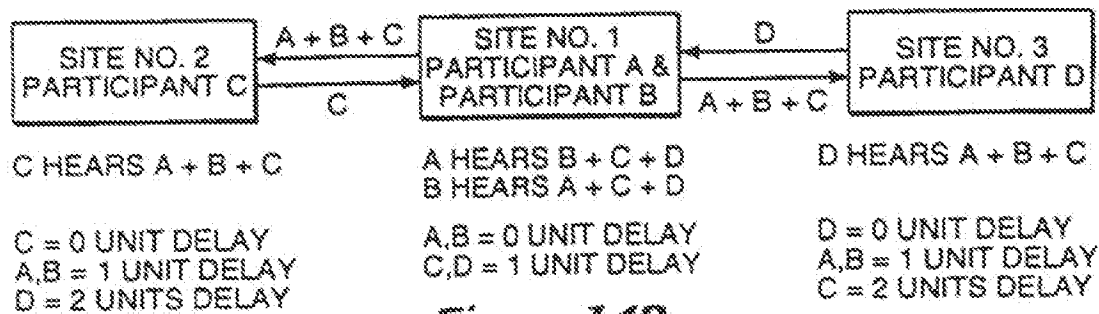 SITE NO. 2
PARTICIPANT C
A + B + C
C
SITE NO. 1
PARTICIPANT A &
PARTICIPANT B
D
A + B + C
SITE NO. 3
PARTICIPANT D
C HEARS A + B + C
A HEARS B + C + D
B HEARS A + C + D
D HEARS A + B + C
C = 0 UNIT DELAY
A,B = 1 UNIT DELAY
D = 2 UNITS DELAY
A,B = 0 UNIT DELAY
C,D = 1 UNIT DELAY
D = 0 UNIT DELAY
A,B = 1 UNIT DELAY
C = 2 UNITS DELAY